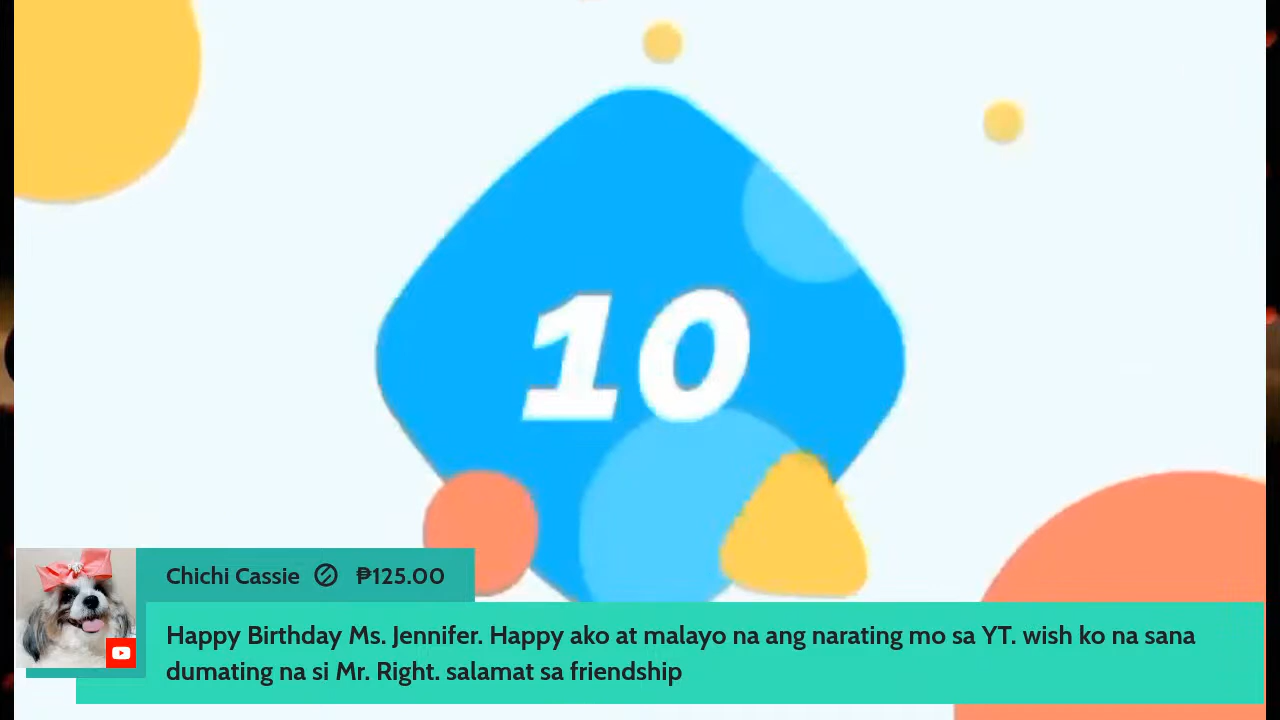 10
Chichi Cassie ₱125.00
Happy Birthday Ms. Jennifer. Happy ako at malayo na ang narating mo sa YT. wish ko na sana
dumating na si Mr. Right. salamat sa friendship